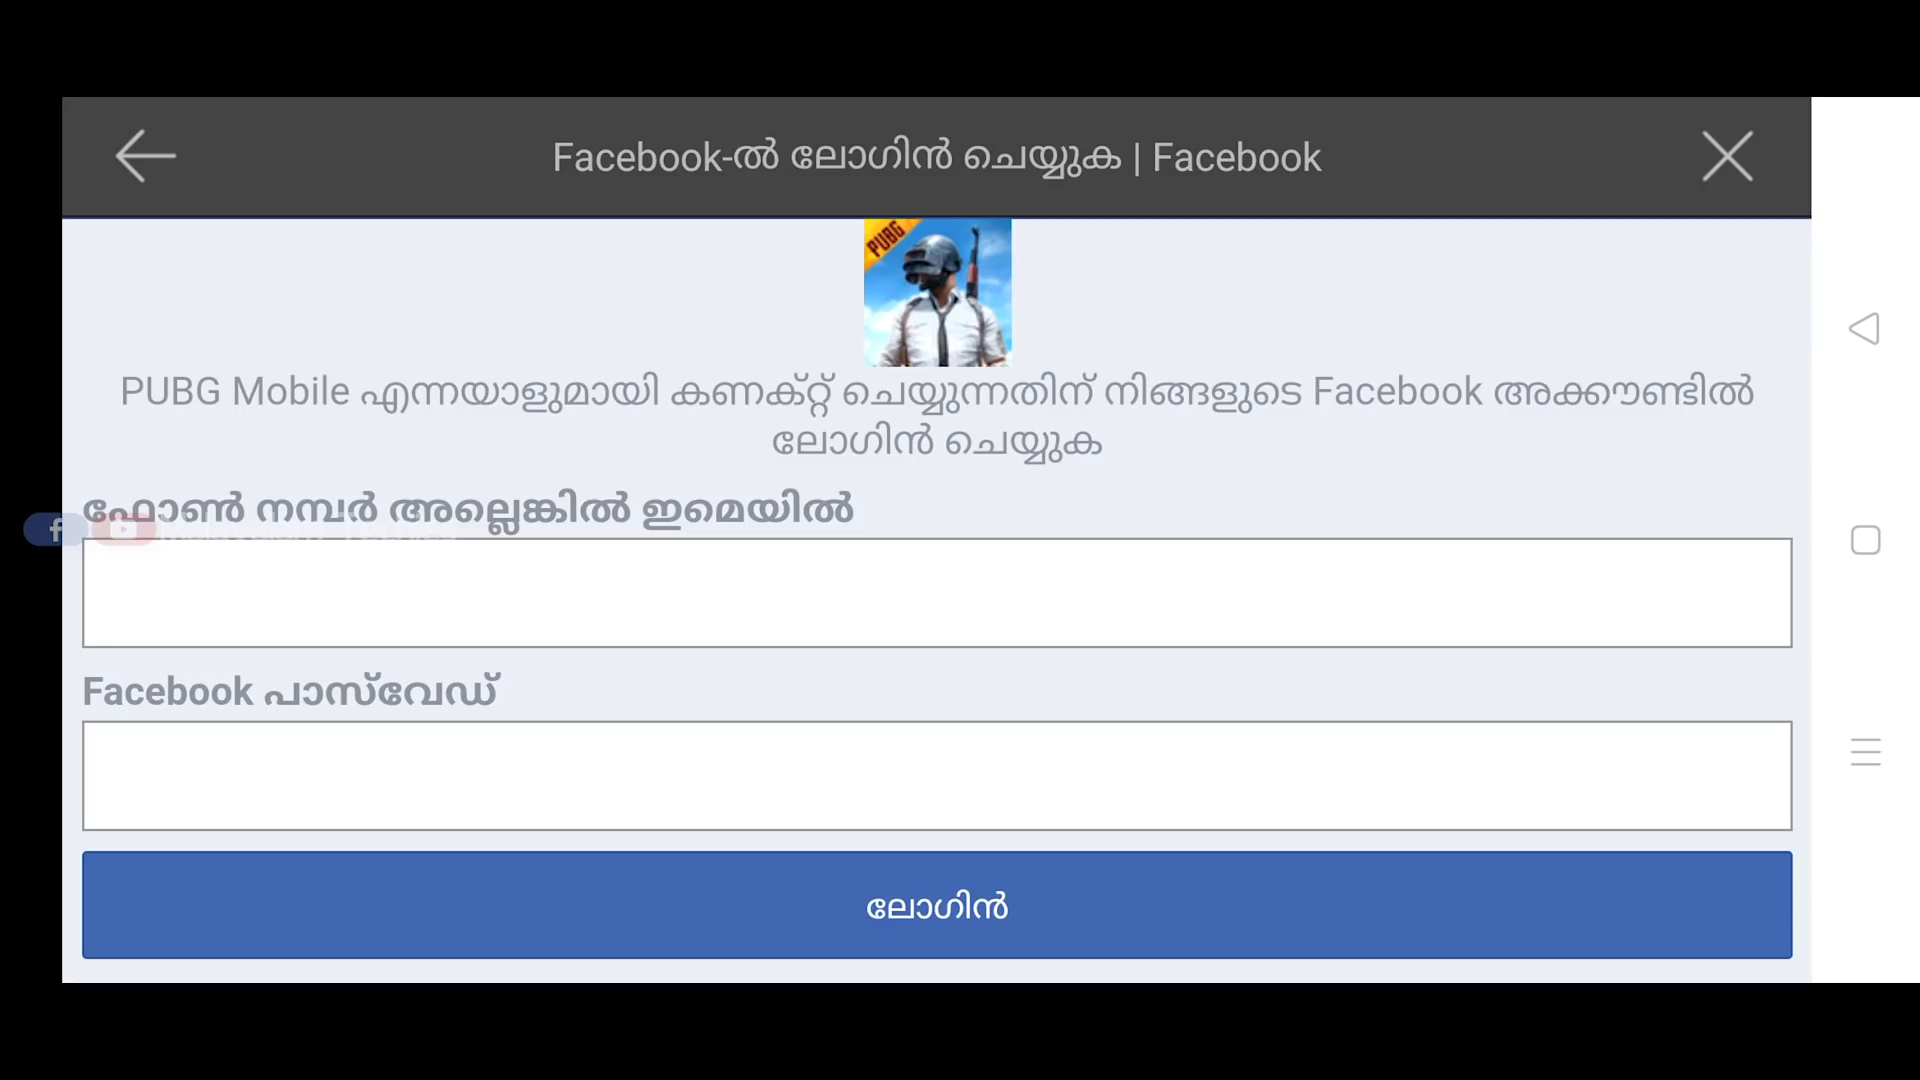 Facebook-ൽ ലോഗിൻ ചെയ്യുക | Facebook
PUBG
PUBG Mobile എന്നയാളുമായി കണക്റ്റ് ചെയ്യുന്നതിന് നിങ്ങളുടെ Facebook അക്കൗണ്ടിൽ
ലോഗിൻ ചെയ്യുക
ഫോൺ നമ്പർ അല്ലെങ്കിൽ ഇമെയിൽ
Facebook പാസ്‌വേഡ്
ലോഗിൻ